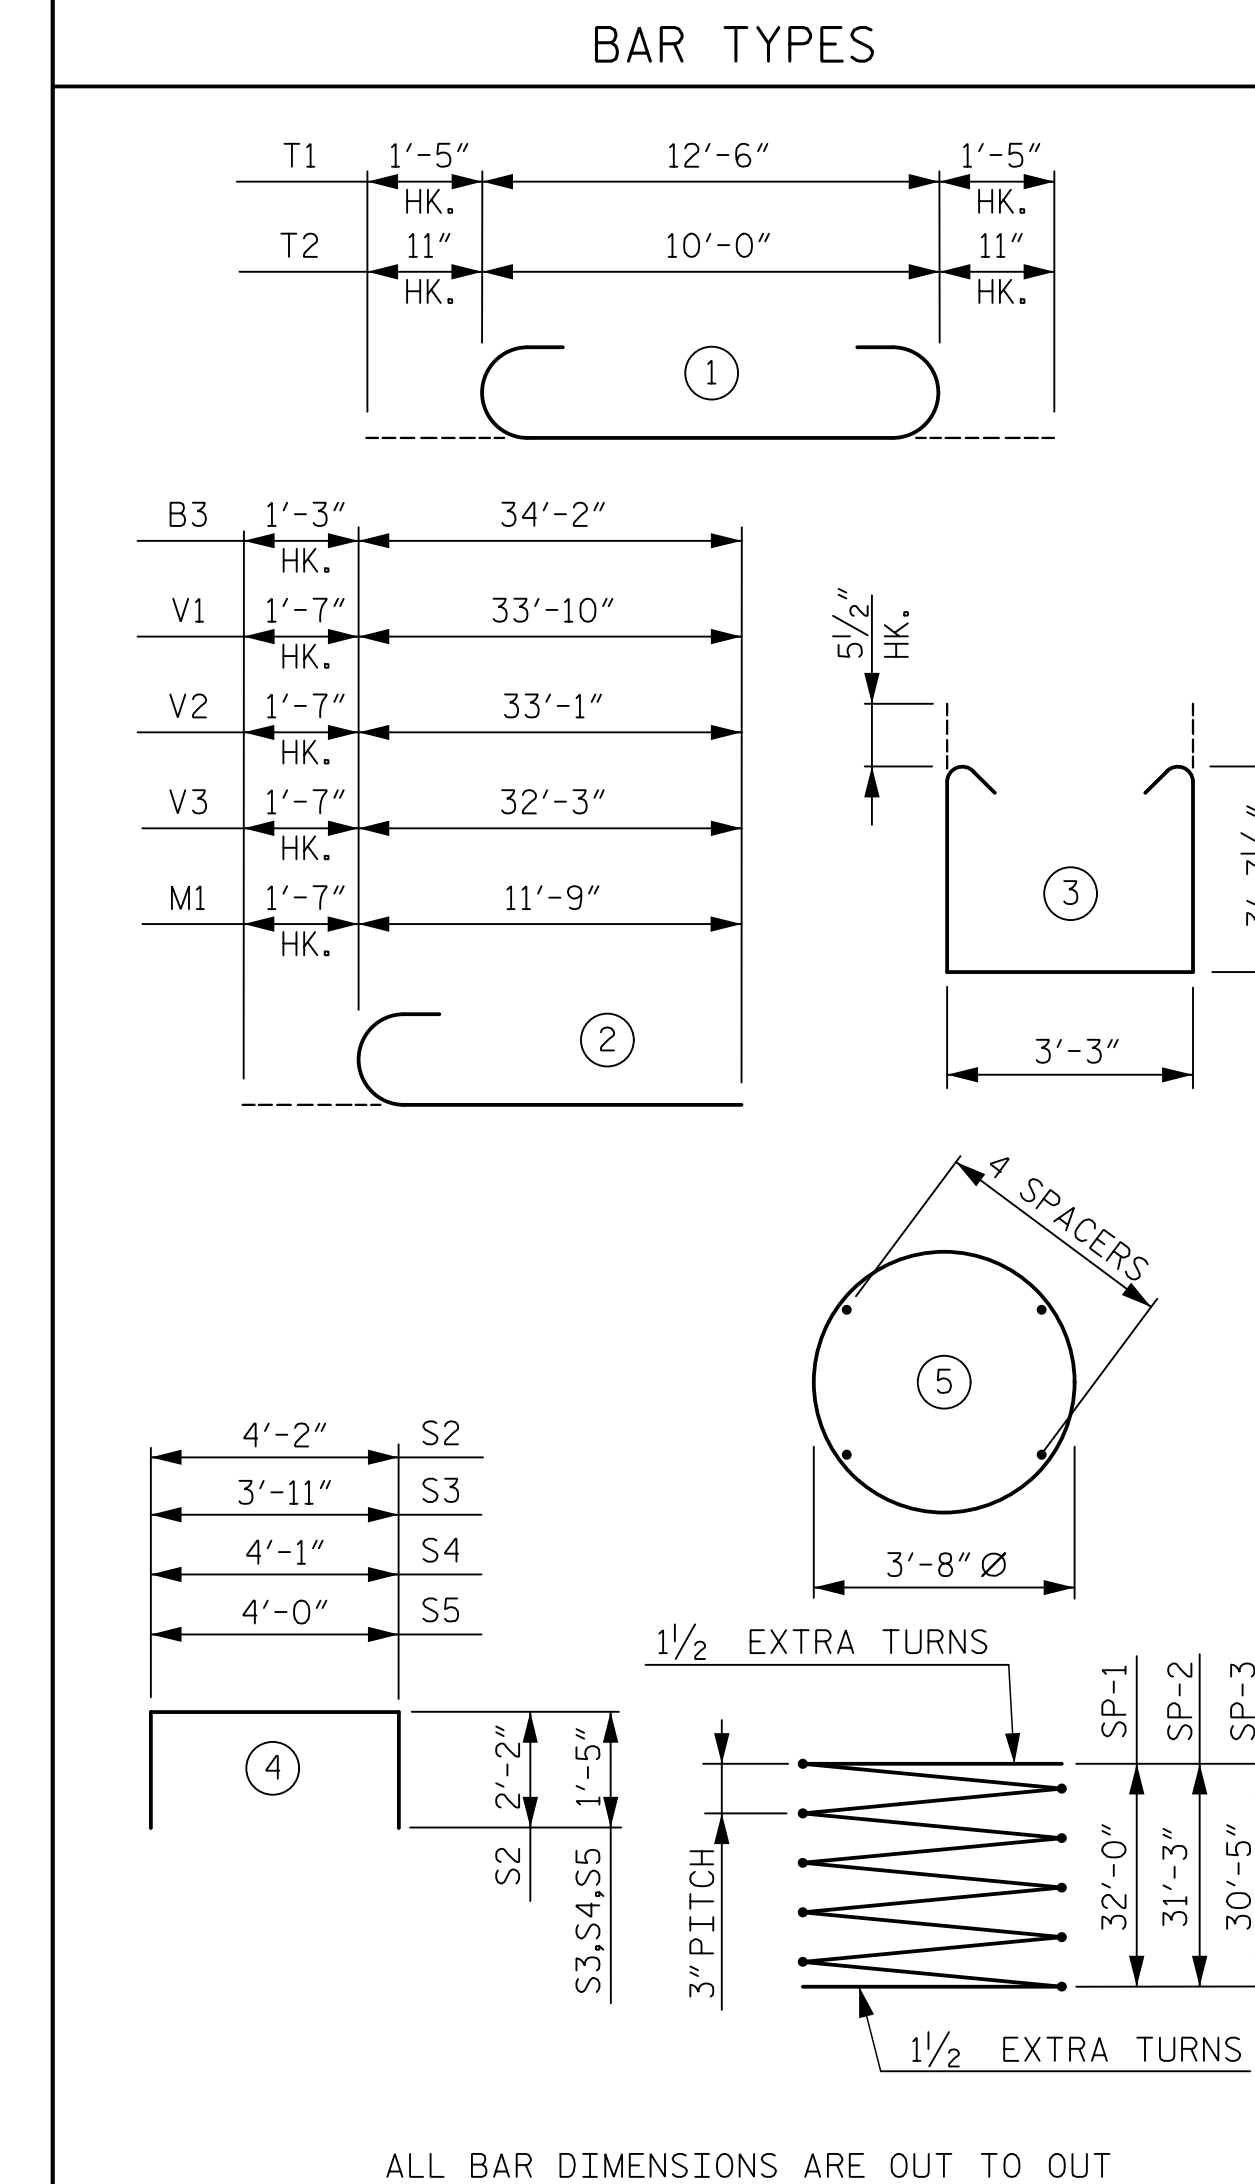 BAR TYPES
T1 1′-5″ 12′-6″ 1′-5″
HK. HK.
T2 11″ 10′-0″ 11″
HK. HK.
1
B3 1′-3″ 34′-2″
HK.
V1 1′-7″ 33′-10″
HK.
V2 1′-7″ 33′-1″
HK.
V3 1′-7″ 32′-3″
HK.
M1 1′-7″ 11′-9″
HK.
2
5½″
HK.
3
3′-3″
4 SPACERS
5
3′-8″ Ø
4′-2″ S2
3′-11″ S3
4′-1″ S4
4′-0″ S5
4
S2 2′-2″
S3,S4,S5 1′-5″
1½ EXTRA TURNS
3″ PITCH
32′-0″ SP-1
31′-3″ SP-2
30′-5″ SP-3
1½ EXTRA TURNS
ALL BAR DIMENSIONS ARE OUT TO OUT